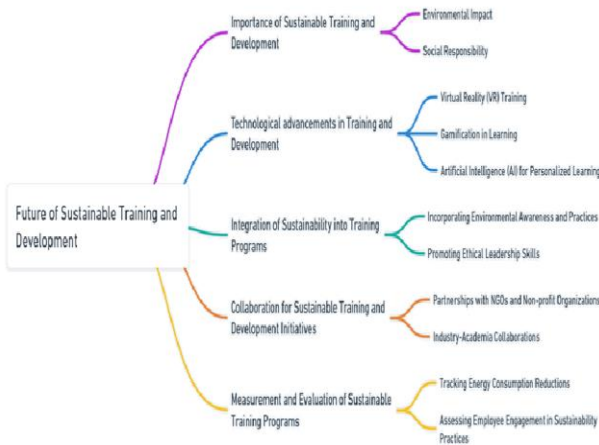 Importance of Sustainable Training and
Development
Environmental Impact
Social Responsibility
Technological advancements in Training and
Development
Virtual Reality (VR) Training
Gamification in Learning
Artificial Intelligence (AI) for Personalized Learning
Future of Sustainable Training and
Development
Integration of Sustainability into Training
Programs
Incorporating Environmental Awareness and Practices
Promoting Ethical Leadership Skills
Collaboration for Sustainable Training and
Development Initiatives
Partnerships with NGOs and Non-profit Organizations
Industry-Academia Collaborations
Measurement and Evaluation of Sustainable
Training Programs
Tracking Energy Consumption Reductions
Assessing Employee Engagement in Sustainability
Practices